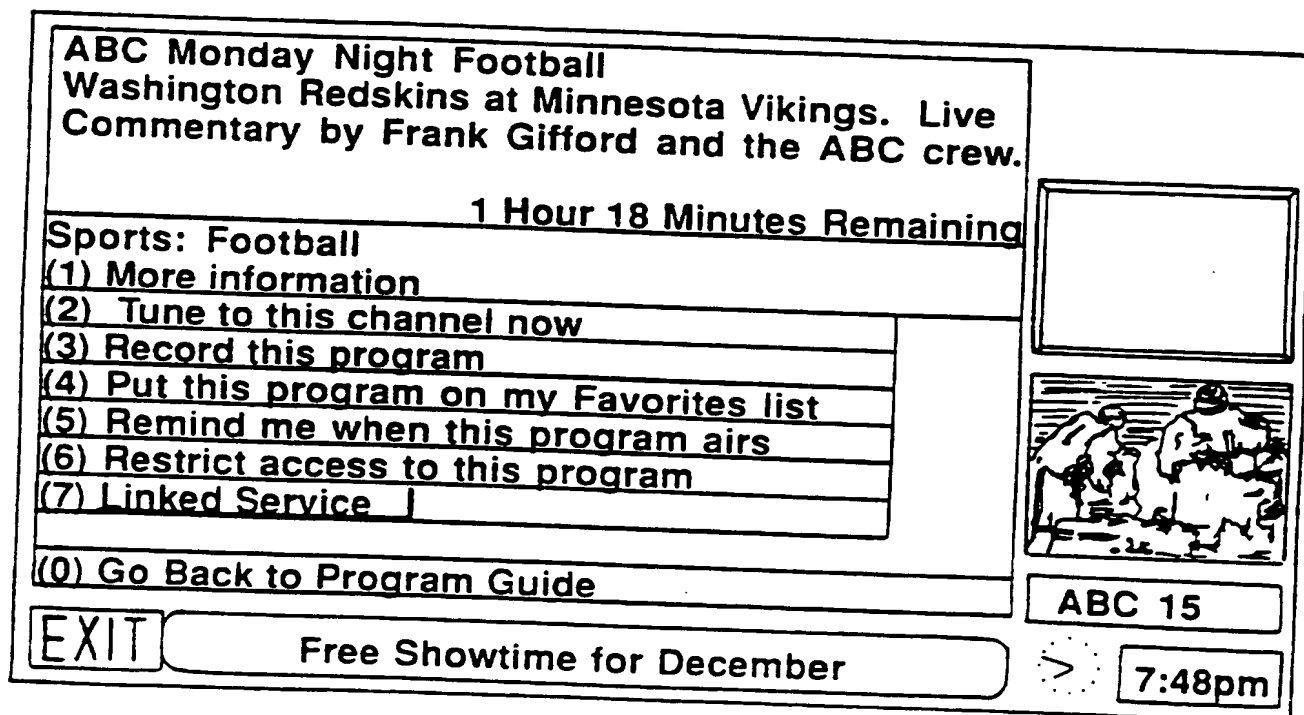 ABC Monday Night Football
Washington Redskins at Minnesota Vikings. Live
Commentary by Frank Gifford and the ABC crew.
1 Hour 18 Minutes Remaining
Sports: Football
(1) More information
(2) Tune to this channel now
(3) Record this program
(4) Put this program on my Favorites list
(5) Remind me when this program airs
(6) Restrict access to this program
(7) Linked Service
(0) Go Back to Program Guide
ABC 15
EXIT
Free Showtime for December
>
7:48pm